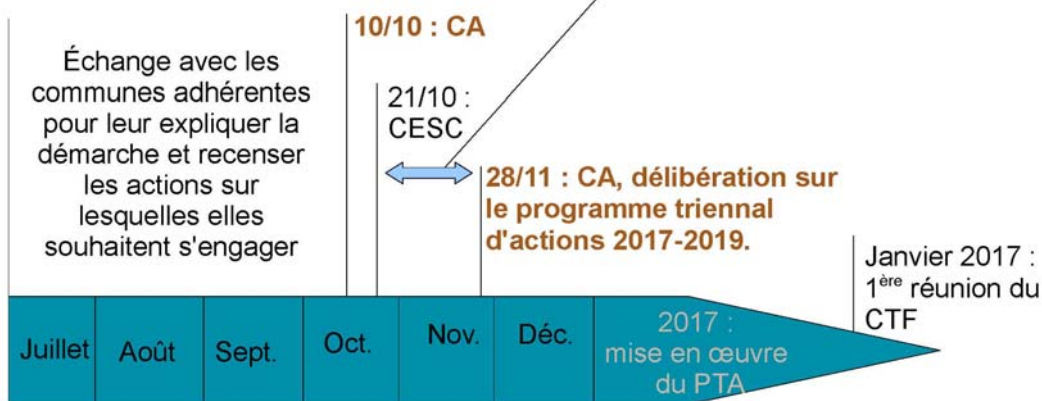 Échange avec les
communes adhérentes
pour leur expliquer la
démarche et recenser
les actions sur
lesquelles elles
souhaitent s'engager
10/10 : CA
21/10 :
CESC
28/11 : CA, délibération sur
le programme triennal
d'actions 2017-2019.
Janvier 2017 :
1ère réunion du
CTF
Juillet
Août
Sept.
Oct.
Nov.
Déc.
2017 :
mise en œuvre
du PTA